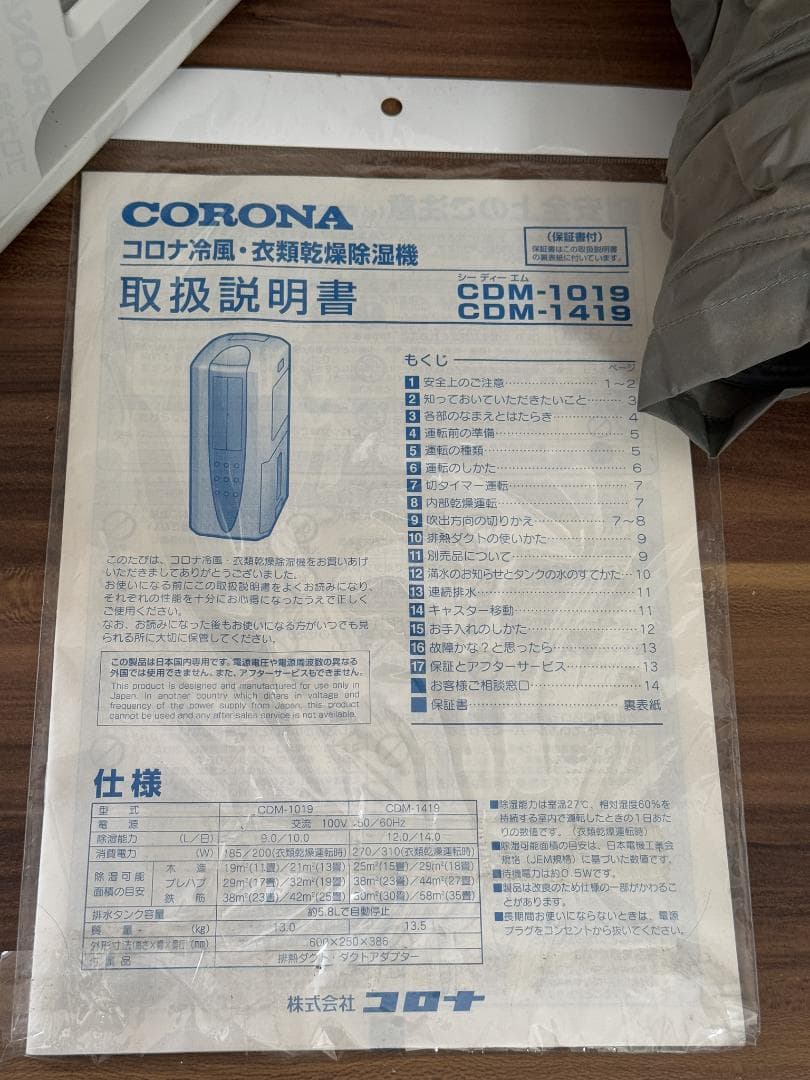 CORONA
コロナ冷風・衣類乾燥除湿機
取扱説明書
(保証書付)
保証書はこの取扱説明書
の裏表紙に付いています。
シー ディー エム
CDM-1019
CDM-1419
もくじ
ページ
1 安全上のご注意 1～2
2 知っておいていただきたいこと 3
3 各部のなまえとはたらき 4
4 運転前の準備 5
5 運転の種類 5
6 運転のしかた 6
7 切タイマー運転 7
8 内部乾燥運転 7
9 吹出方向の切りかえ 7～8
10 排熱ダクトの使いかた 9
11 別売品について 9
12 満水のお知らせとタンクの水のすてかた 10
13 連続排水 11
14 キャスター移動 11
15 お手入れのしかた 12
16 故障かな？と思ったら 13
17 保証とアフターサービス 13
お客様ご相談窓口 14
保証書 裏表紙
このたびは、コロナ冷風・衣類乾燥除湿機をお買いあげ
いただきましてありがとうございました。
お使いになる前にこの取扱説明書をよくお読みになり、
それぞれの性能を十分にお心得になったうえで正しく
ご使用ください。
なお、お読みになった後もお使いになる方がいつでも見
られる所に大切に保管してください。
この製品は日本国内専用です。電源電圧や電源周波数の異なる
外国では使用できません。また、アフターサービスもできません。
This product is designed and manufactured for use only in
Japan. In another country which differs in voltage and
frequency of the power supply from Japan, this product
cannot be used and any after-sales service is not available.
仕様
型 式 CDM-1019 CDM-1419
電 源 交流 100V 50/60Hz
除湿能力 (L/日) 9.0/10.0 12.0/14.0
消費電力 (W) 185/200(衣類乾燥運転時) 270/310(衣類乾燥運転時)
除湿可能面積の目安 木造 19m²(11畳)/21m²(13畳) 25m²(15畳)/29m²(18畳)
プレハブ 29m²(17畳)/32m²(19畳) 38m²(23畳)/44m²(27畳)
鉄筋 38m²(23畳)/42m²(25畳) 50m²(30畳)/58m²(35畳)
排水タンク容量 約5.8Lで自動停止
質量 (kg) 13.0 13.5
外形寸法(高さ×幅×奥行)(mm) 600×250×386
付属品 排熱ダクト・ダクトアダプター
■除湿能力は室温27℃、相対湿度60％を
持続する室内で運転したときの1日あた
りの数値です。（衣類乾燥運転時）
■除湿可能面積の目安は、日本電機工業会
規格（JEM規格）に基づいた数値です。
■待機電力は約0.5Wです。
■製品は改良のため仕様の一部がかわるこ
とがあります。
■長期間お使いにならないときは、電源
プラグをコンセントから抜いてください。
株式会社 コロナ